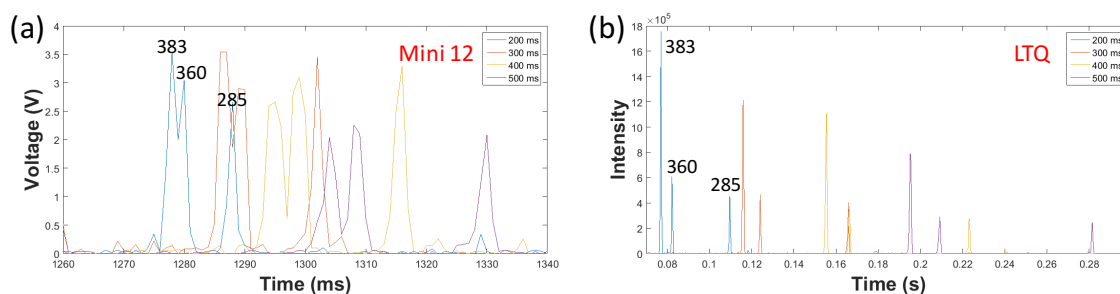 (a)
Mini 12
383
360
285
200 ms
300 ms
400 ms
500 ms
Voltage (V)
4
3.5
3
2.5
2
1.5
1
0.5
0
1260
1270
1280
1290
1300
1310
1320
1330
1340
Time (ms)
(b)
LTQ
×10⁵
383
360
285
200 ms
300 ms
400 ms
500 ms
Intensity
18
16
14
12
10
8
6
4
2
0
0.08
0.1
0.12
0.14
0.16
0.18
0.2
0.22
0.24
0.26
0.28
Time (s)